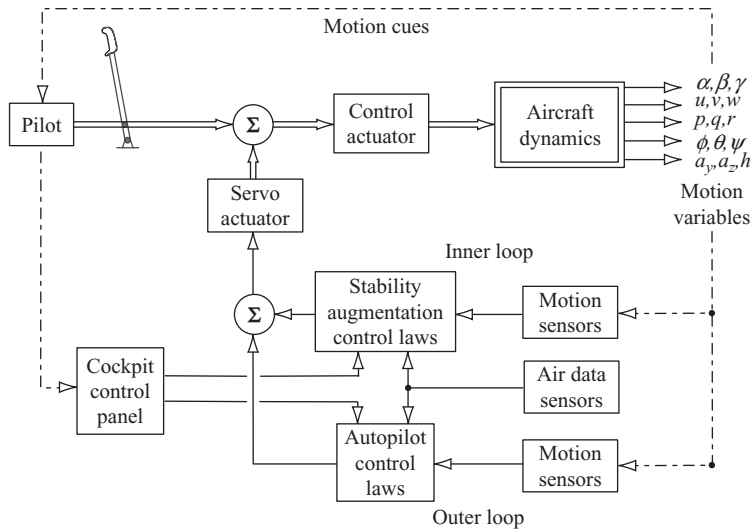 Motion cues
Pilot
Σ
Control
actuator
Aircraft
dynamics
α,β,γ
u,v,w
p,q,r
ϕ,θ,ψ
a_y,a_z,h
Motion
variables
Servo
actuator
Inner loop
Σ
Stability
augmentation
control laws
Motion
sensors
Cockpit
control
panel
Air data
sensors
Autopilot
control
laws
Motion
sensors
Outer loop